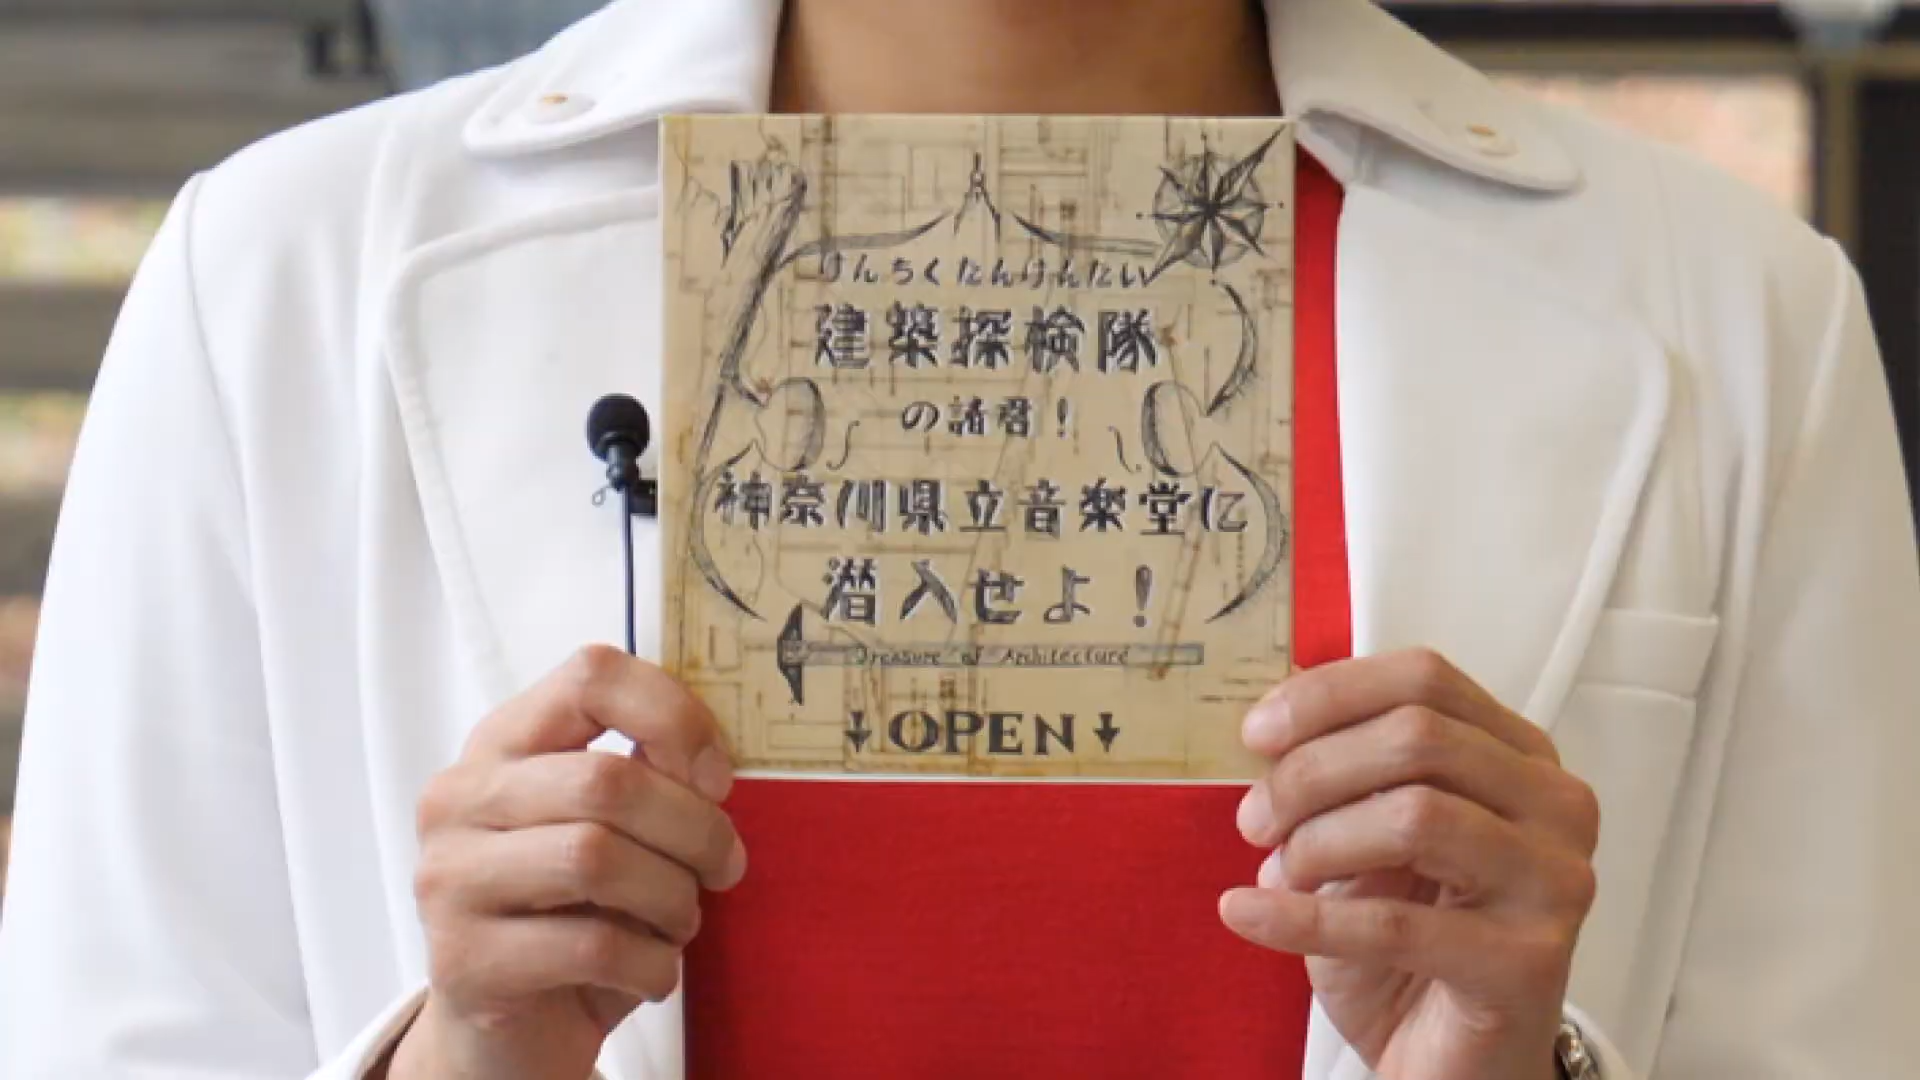 けんちくたんけんたい
建築探検隊
の諸君！
神奈川県立音楽堂に
潜入せよ！
Treasure of Architecture
↓OPEN↓